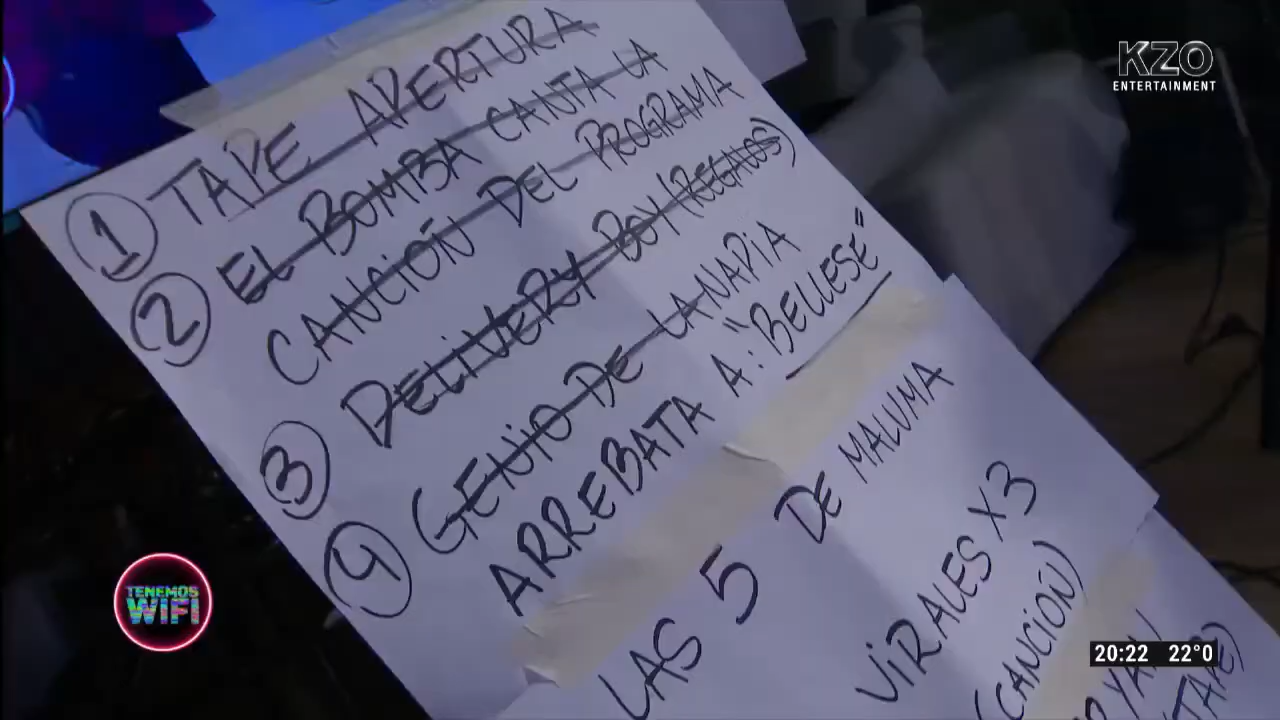 KZO
ENTERTAINMENT
1 TAPE APERTURA
2 EL BOMBA CANTA LA
CANCIÓN DEL PROGRAMA
3 DELIVERY BOY (REGALOS)
4 GENIO DE LA NAPIA
ARREBATA A: "BELLESE"
LAS 5 DE MALUMA
VIRALES X3
(CANCIÓN)
TAPE)
TENEMOS
WIFI
20:22 22°0